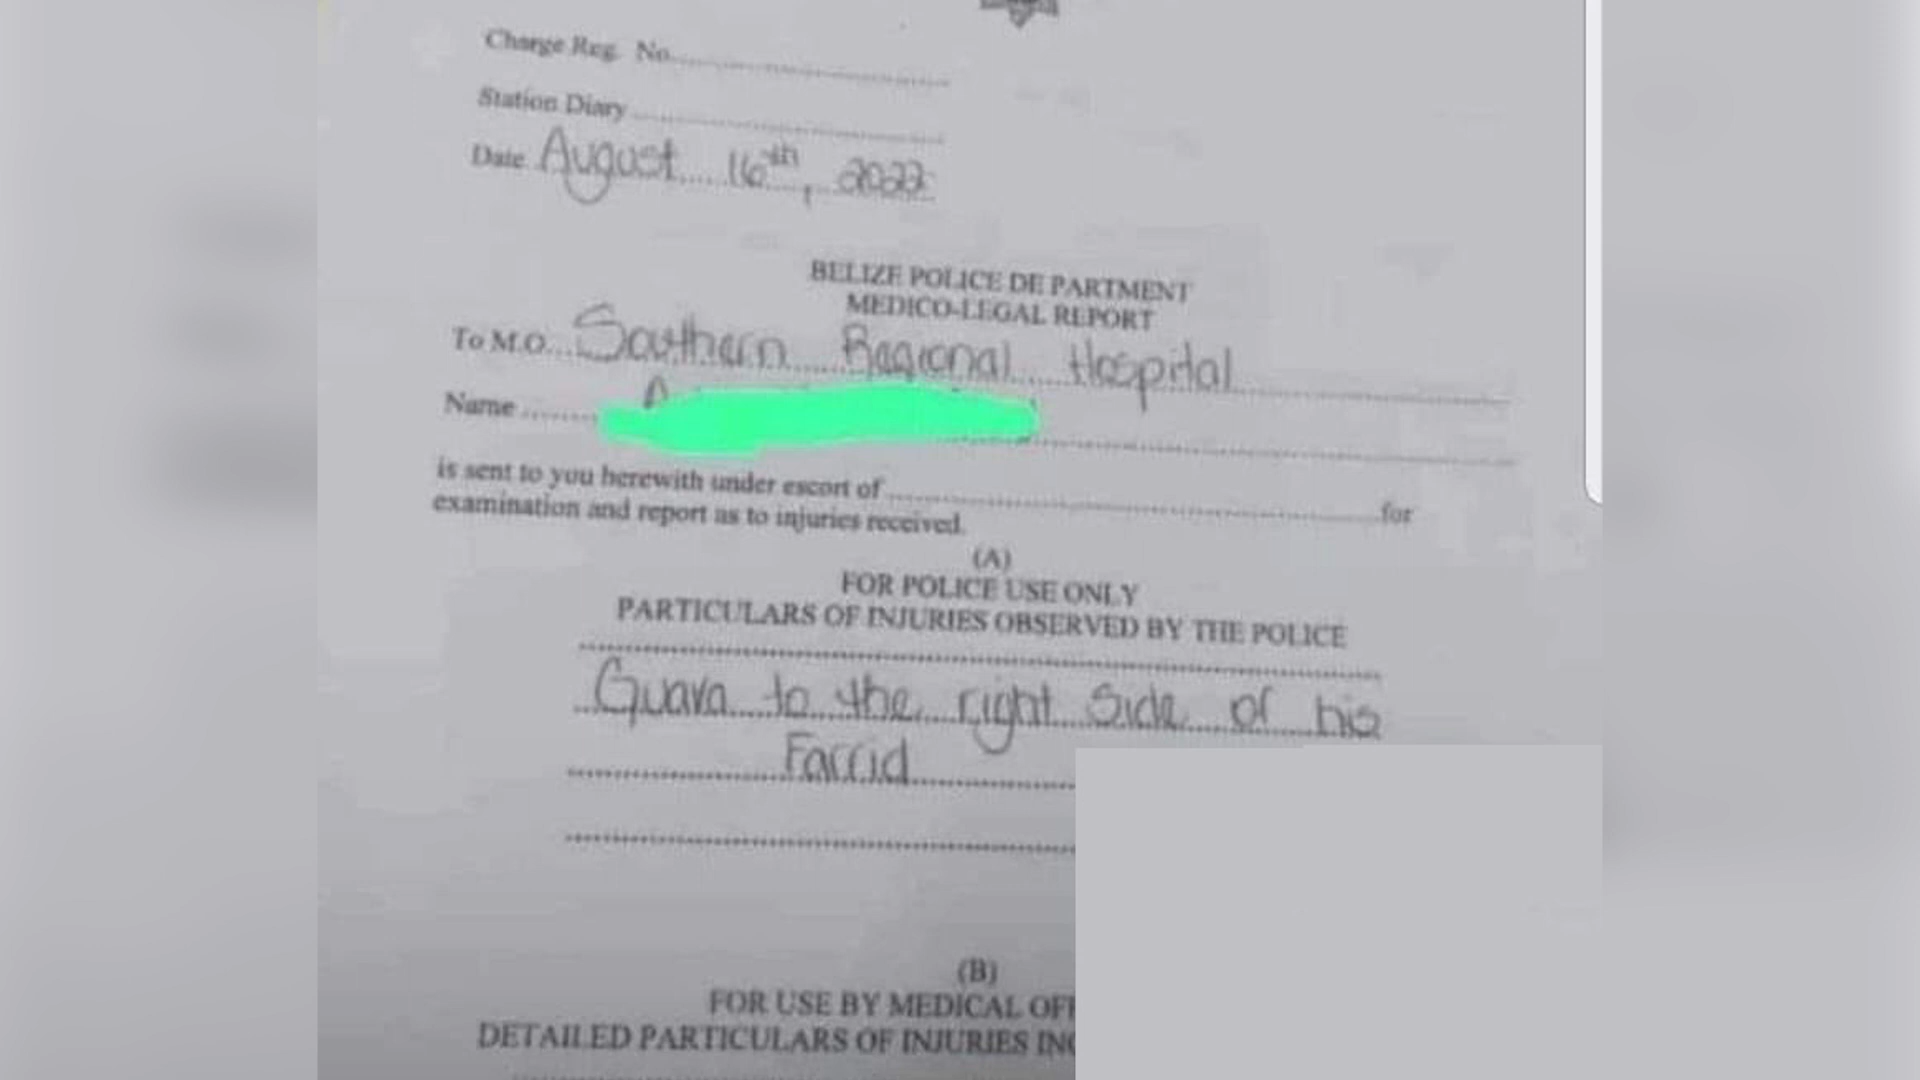 Charge Reg. No.
Station Diary
Date August 16th, 2022
BELIZE POLICE DE PARTMENT
MEDICO-LEGAL REPORT
To M.O. Southern Regional Hospital
Name
is sent to you herewith under escort of for
examination and report as to injuries received.
(A)
FOR POLICE USE ONLY
PARTICULARS OF INJURIES OBSERVED BY THE POLICE
Guava to the right side of his
Farrid
(B)
FOR USE BY MEDICAL OFF
DETAILED PARTICULARS OF INJURIES INC